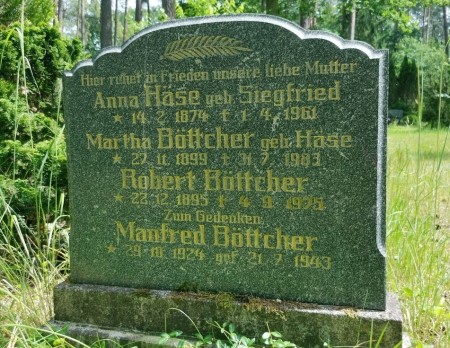 Hier ruhet in Frieden unsere liebe Mutter
Anna Hase geb. Siegfried
* 14. 2. 1874 † 1. 4. 1961
Martha Böttcher geb. Hase
* 27. 11. 1899 † 31. 7. 1983
Robert Böttcher
* 22. 12. 1895 † 4. 9. 1975
Zum Gedenken
Manfred Böttcher
* 29. 10. 1924 gef. 21. 7. 1943